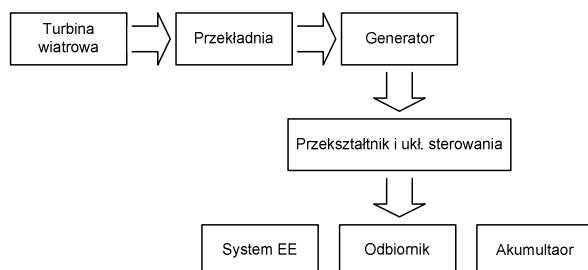 Turbina
wiatrowa
Przekładnia
Generator
Przekształtnik i ukł. sterowania
System EE
Odbiornik
Akumultaor